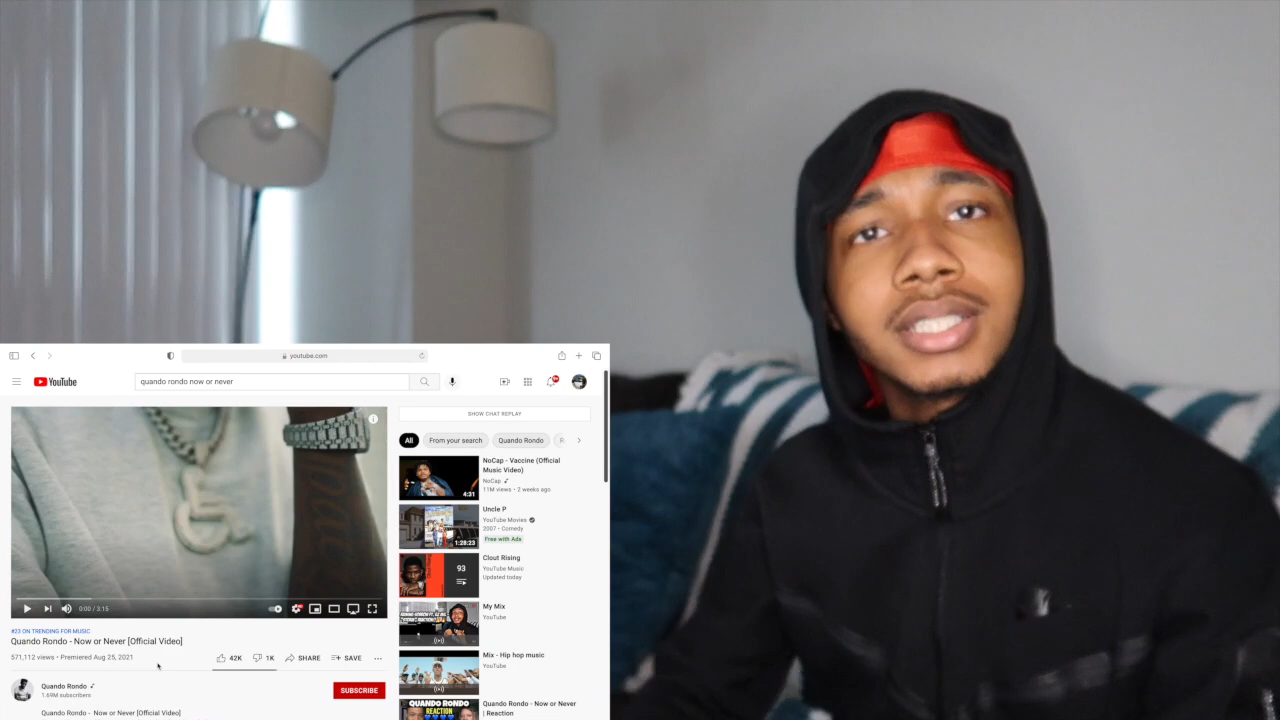 youtube.com
YouTube
quando rondo now or never
9+
SHOW CHAT REPLAY
All
From your search
Quando Rondo
NoCap - Vaccine (Official
Music Video)
NoCap
11M views • 2 weeks ago
4:31
Uncle P
YouTube Movies
2007 • Comedy
Free with Ads
1:28:23
Clout Rising
YouTube Music
Updated today
93
My Mix
YouTube
Mix - Hip hop music
YouTube
Quando Rondo - Now or Never
| Reaction
QUANDO RONDO
REACTION
0:00 / 3:15
#23 ON TRENDING FOR MUSIC
Quando Rondo - Now or Never [Official Video]
571,112 views • Premiered Aug 25, 2021
42K
1K
SHARE
SAVE
Quando Rondo
1.69M subscribers
SUBSCRIBE
Quando Rondo - Now or Never [Official Video]